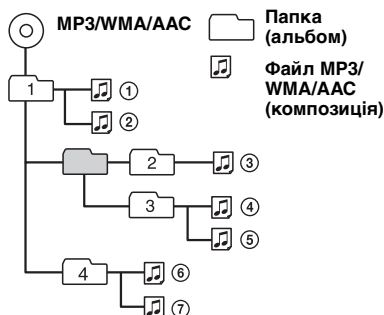 MP3/WMA/AAC
Папка
(альбом)
Файл MP3/
WMA/AAC
(композиція)
1
①
②
2
③
3
④
⑤
4
⑥
⑦